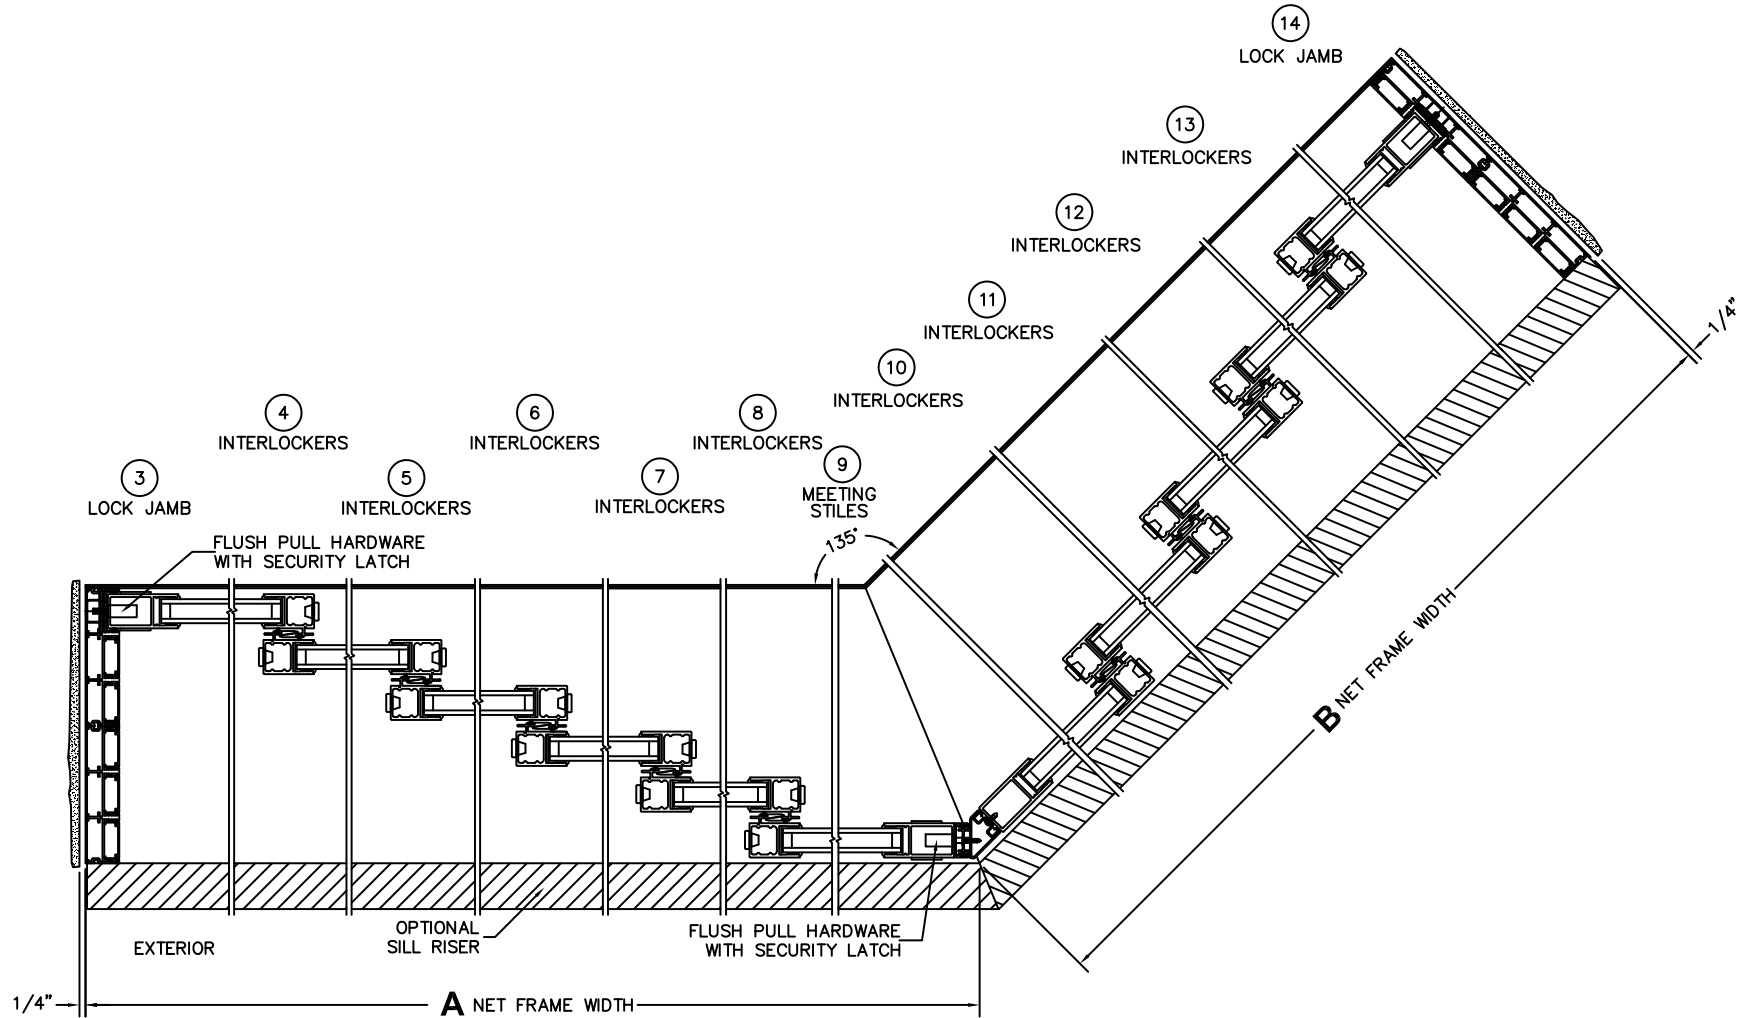 14
LOCK JAMB
13
INTERLOCKERS
12
INTERLOCKERS
11
INTERLOCKERS
10
INTERLOCKERS
4
INTERLOCKERS
6
INTERLOCKERS
8
INTERLOCKERS
3
LOCK JAMB
5
INTERLOCKERS
7
INTERLOCKERS
9
MEETING
STILES
135°
FLUSH PULL HARDWARE
WITH SECURITY LATCH
1/4"
B NET FRAME WIDTH
OPTIONAL
SILL RISER
FLUSH PULL HARDWARE
WITH SECURITY LATCH
EXTERIOR
1/4"
A NET FRAME WIDTH